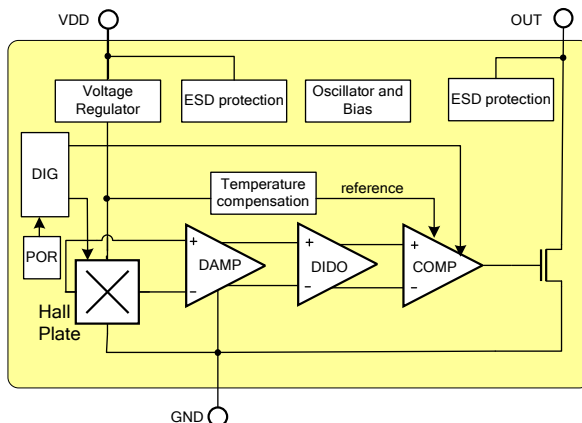 VDD
OUT
Voltage
Regulator
ESD protection
Oscillator and
Bias
ESD protection
DIG
Temperature
compensation
reference
POR
+
DAMP
−
+
DIDO
−
+
COMP
−
Hall
Plate
GND